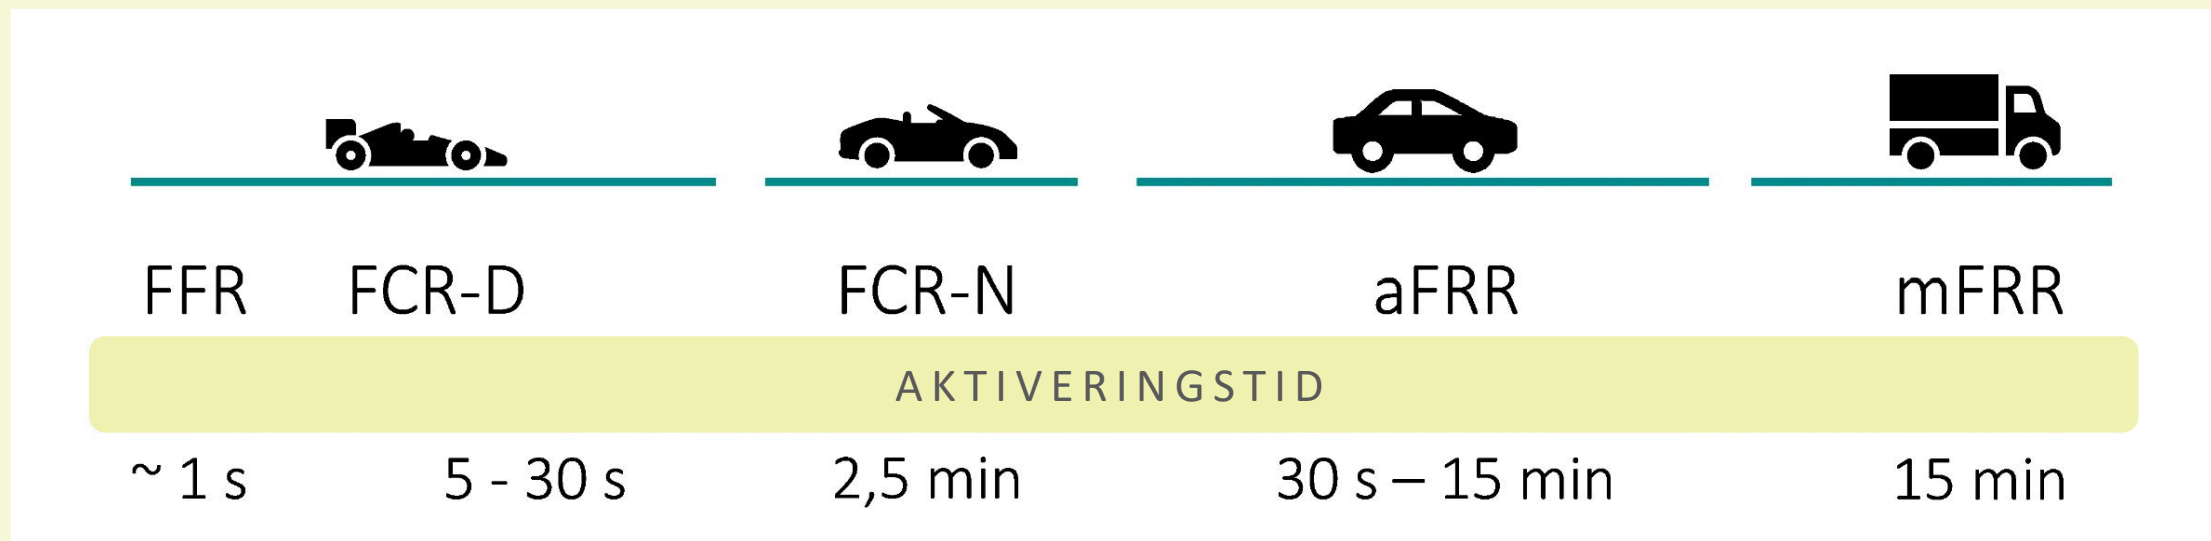 FFR FCR-D FCR-N aFRR mFRR
AKTIVERINGSTID
~ 1 s 5 - 30 s 2,5 min 30 s – 15 min 15 min